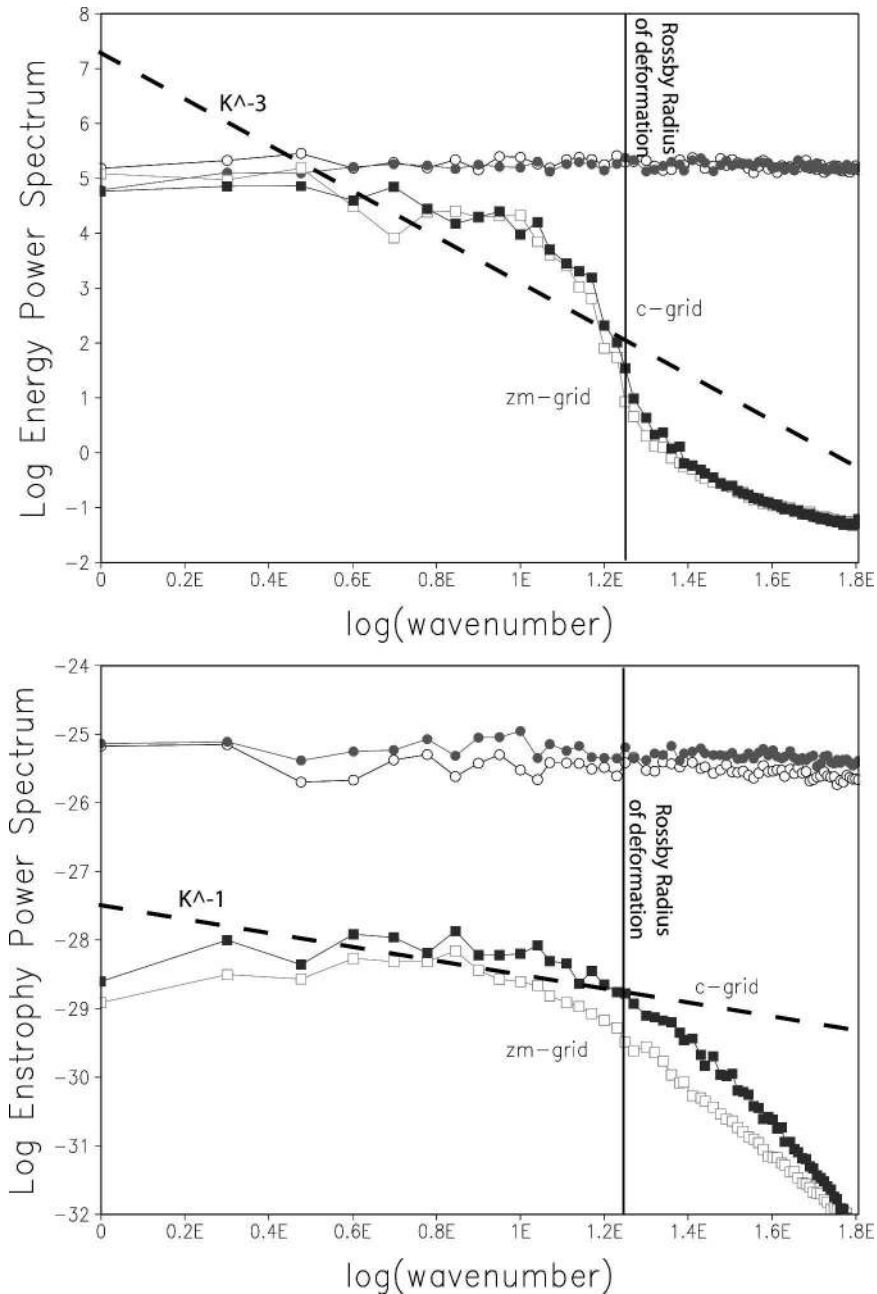 8
7
6
5
4
3
2
1
0
-1
-2
Log Energy Power Spectrum
K^-3
Rossby Radius
of deformation
c-grid
zm-grid
0 0.2E 0.4E 0.6E 0.8E 1E 1.2E 1.4E 1.6E 1.8E
log(wavenumber)
-24
-25
-26
-27
-28
-29
-30
-31
-32
Log Enstrophy Power Spectrum
K^-1
Rossby Radius
of deformation
c-grid
zm-grid
0 0.2E 0.4E 0.6E 0.8E 1E 1.2E 1.4E 1.6E 1.8E
log(wavenumber)